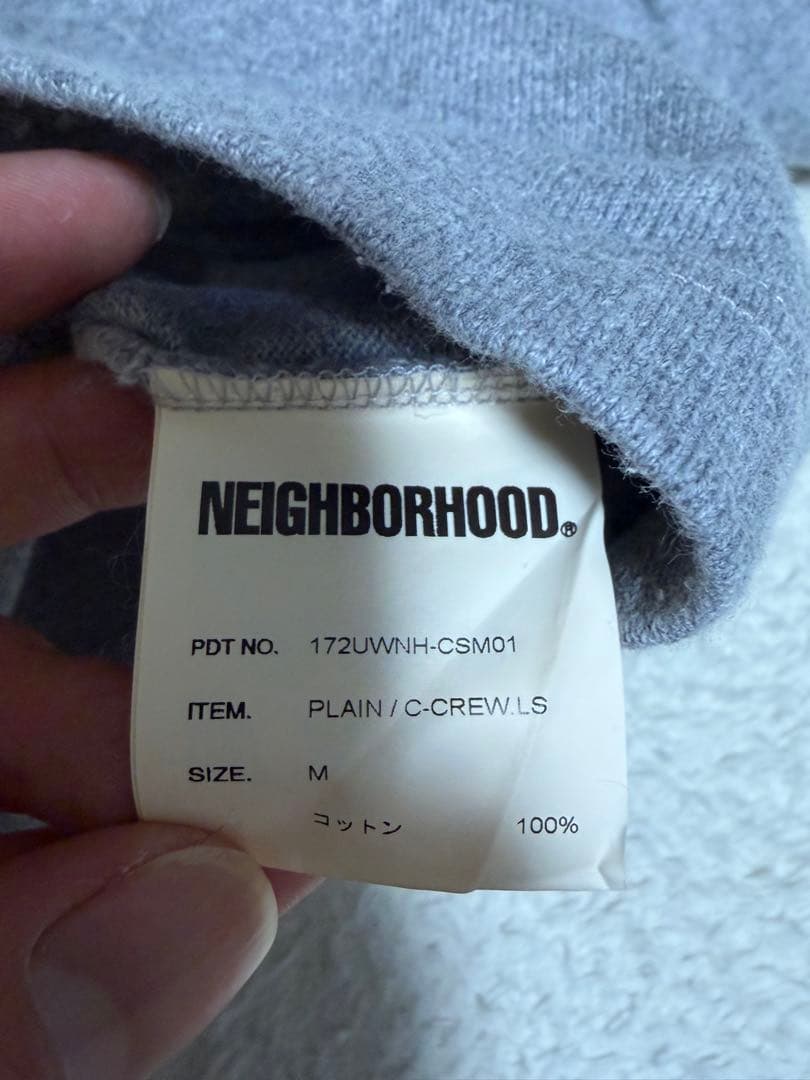 NEIGHBORHOOD®
PDT NO. 172UWNH-CSM01
ITEM. PLAIN / C-CREW.LS
SIZE. M
コットン 100%